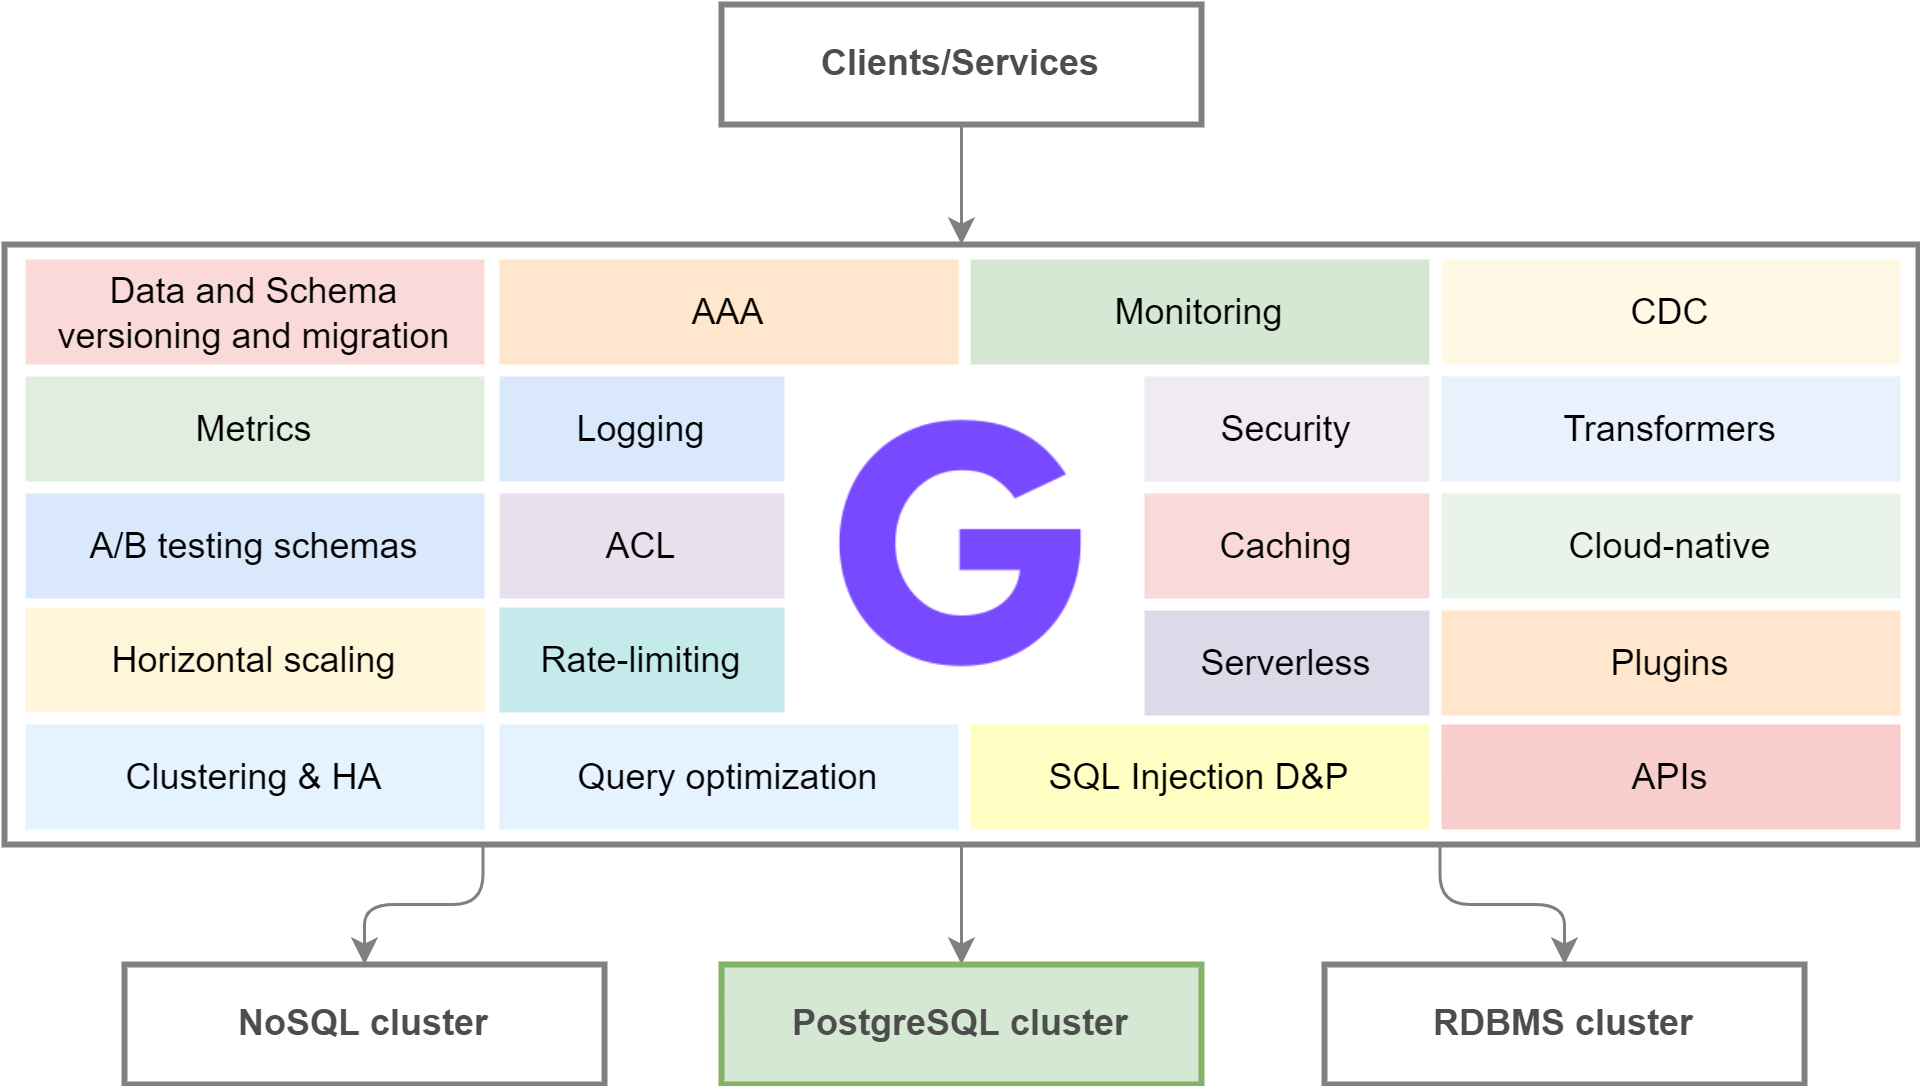 Clients/Services
Data and Schema
versioning and migration
AAA
Monitoring
CDC
Metrics
Logging
Security
Transformers
A/B testing schemas
ACL
G
Caching
Cloud-native
Horizontal scaling
Rate-limiting
Serverless
Plugins
Clustering & HA
Query optimization
SQL Injection D&P
APIs
NoSQL cluster
PostgreSQL cluster
RDBMS cluster